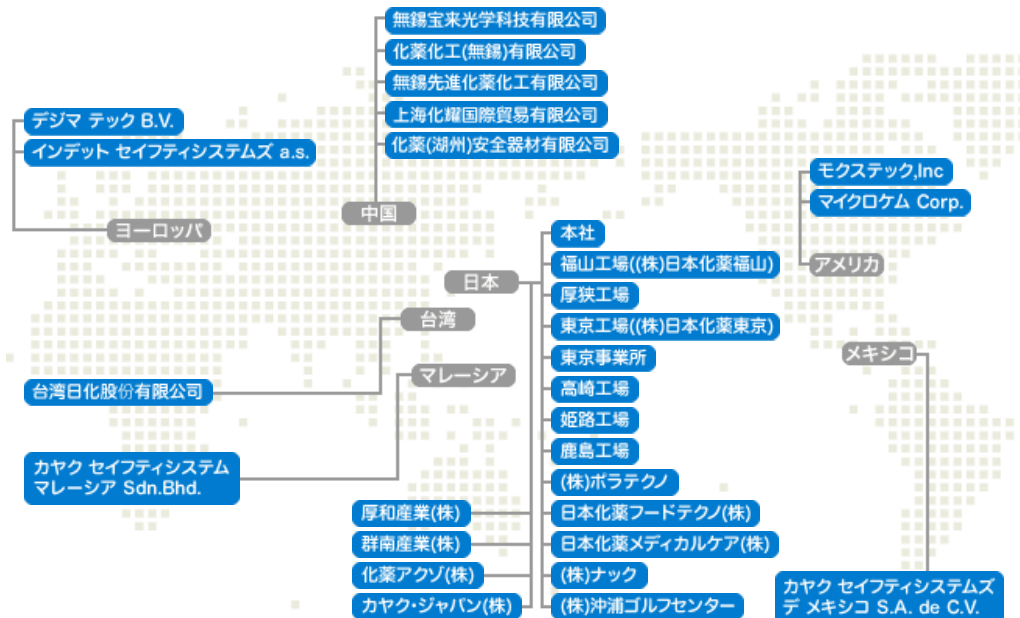 無錫宝来光学科技有限公司
化薬化工(無錫)有限公司
無錫先進化薬化工有限公司
上海化耀国際貿易有限公司
化薬(湖州)安全器材有限公司
中国
デジマ テック B.V.
インデット セイフティシステムズ a.s.
ヨーロッパ
モクステック,Inc
マイクロケム Corp.
アメリカ
日本
本社
福山工場((株)日本化薬福山)
厚狭工場
東京工場((株)日本化薬東京)
東京事業所
高崎工場
姫路工場
鹿島工場
(株)ポラテクノ
日本化薬フードテクノ(株)
日本化薬メディカルケア(株)
(株)ナック
(株)沖浦ゴルフセンター
厚和産業(株)
群南産業(株)
化薬アクゾ(株)
カヤク・ジャパン(株)
台湾
台湾日化股份有限公司
マレーシア
カヤク セイフティシステム
マレーシア Sdn.Bhd.
メキシコ
カヤク セイフティシステムズ
デ メキシコ S.A. de C.V.